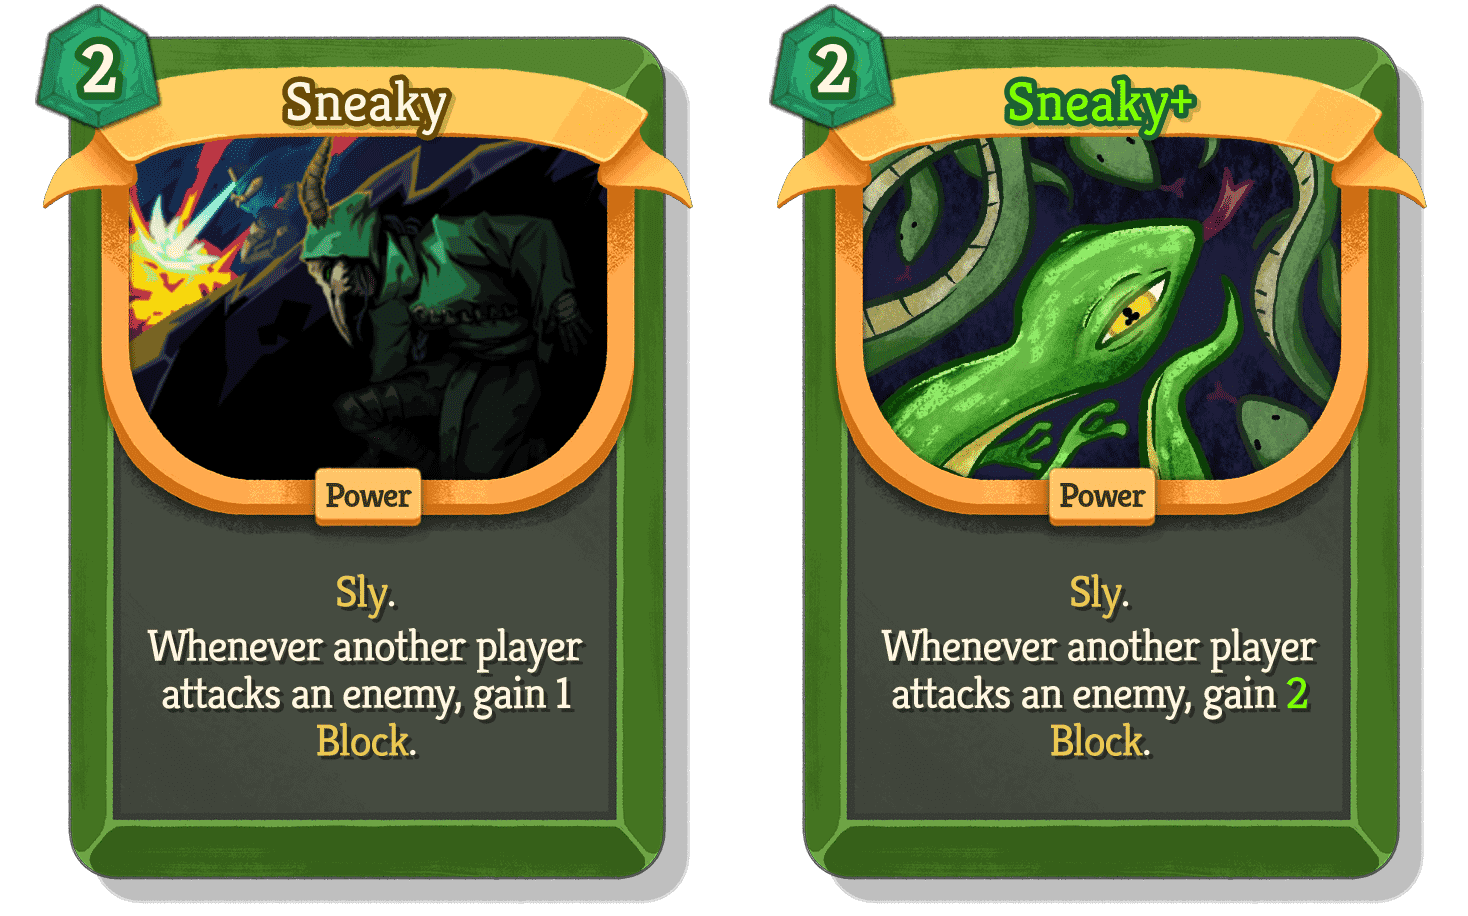 2
Sneaky
Power
Sly.
Whenever another player
attacks an enemy, gain 1
Block.
2
Sneaky+
Power
Sly.
Whenever another player
attacks an enemy, gain 2
Block.